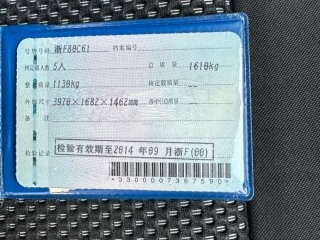 号牌号码 浙F80C61 档案编号
核定载人数 5人 总质量 1610kg
整备质量 1130kg 核定载质量
外廓尺寸 3970×1682×1462mm 准牵引总质量
备注
检验记录
检验有效期至2014年09月浙F(00)
*3300007367590*